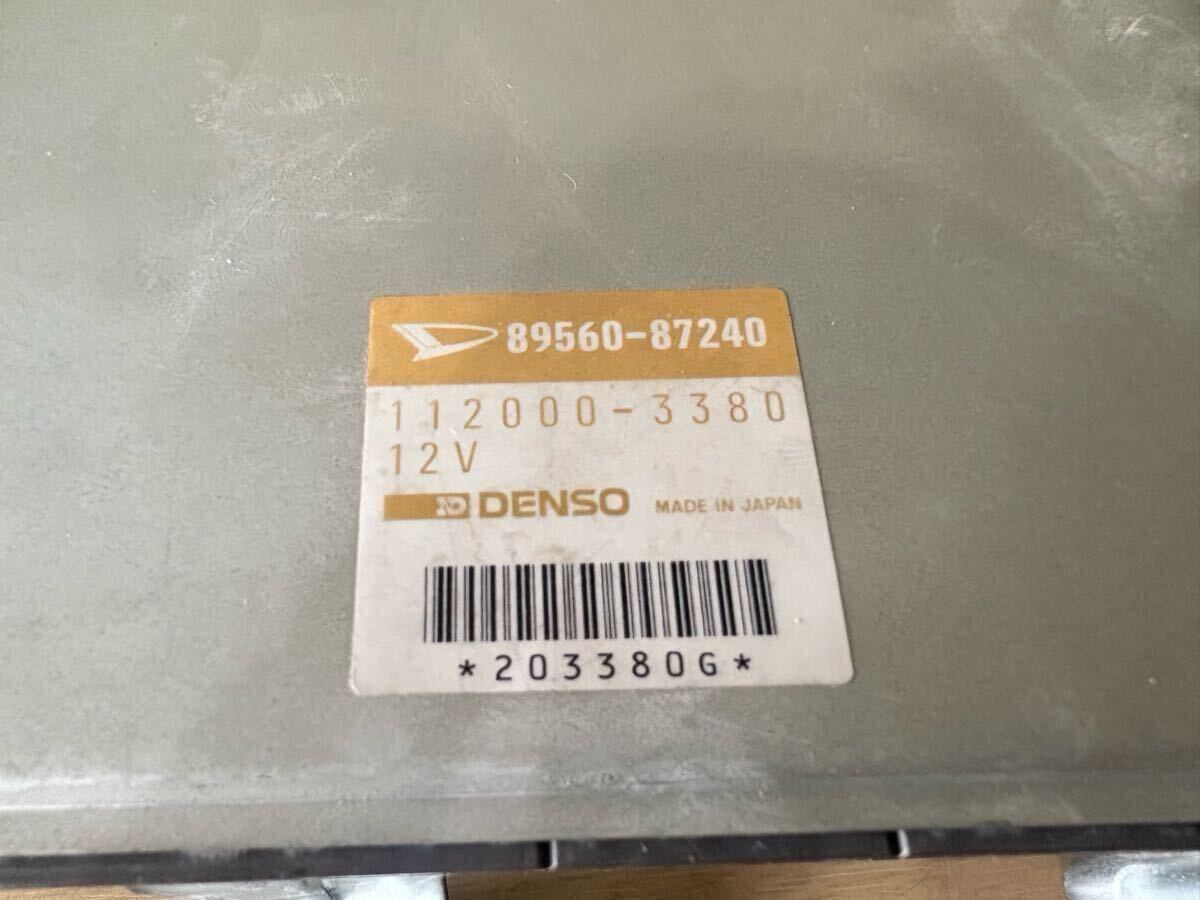 89560-87240
112000-3380
12V
DENSO MADE IN JAPAN
*203380G*